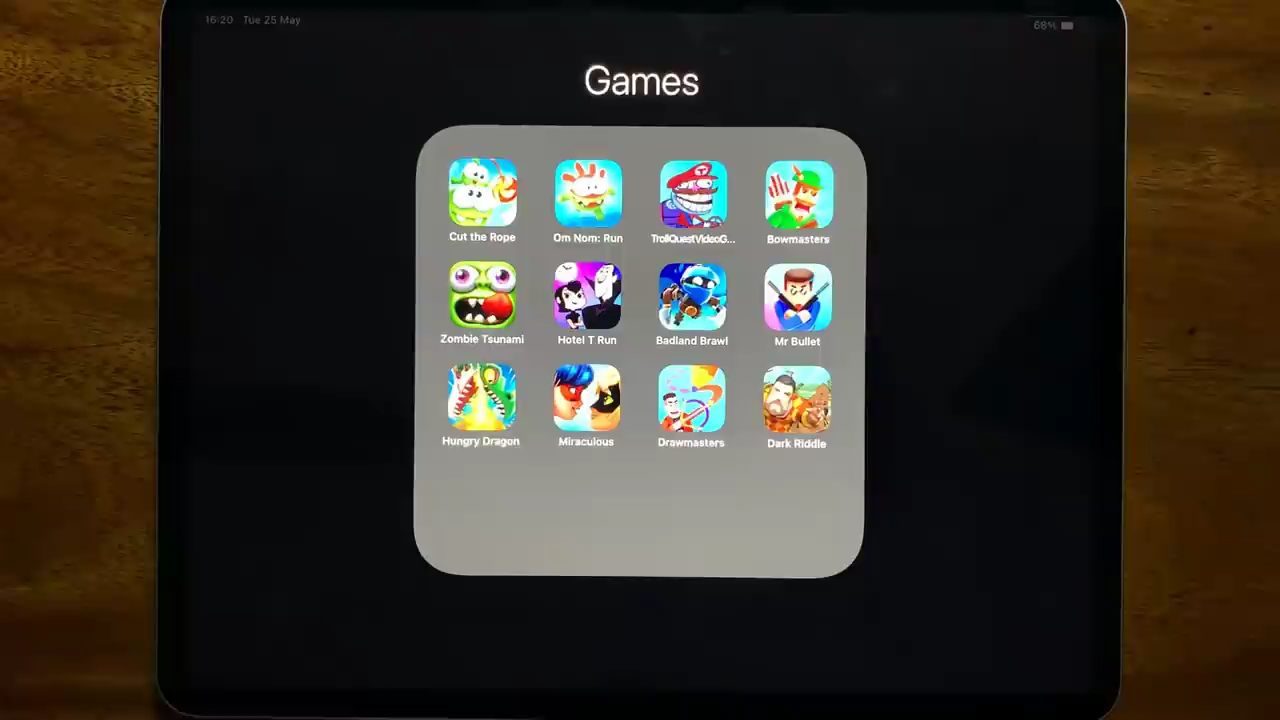 16:20 Tue 25 May
68%
Games
Cut the Rope
Om Nom: Run
TrollQuestVideoG...
Bowmasters
Zombie Tsunami
Hotel T Run
Badland Brawl
Mr Bullet
Hungry Dragon
Miraculous
Drawmasters
Dark Riddle